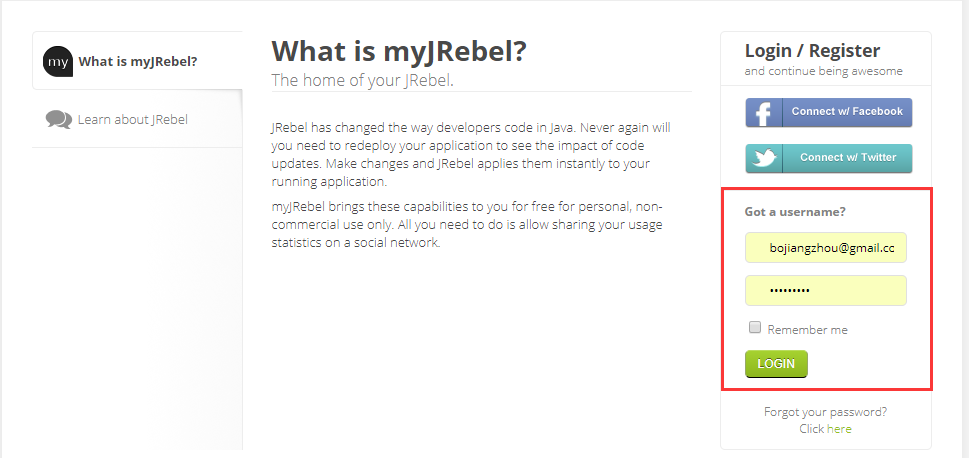 my What is myJRebel?
Learn about JRebel
What is myJRebel?
The home of your JRebel.
JRebel has changed the way developers code in Java. Never again will
you need to redeploy your application to see the impact of code
updates. Make changes and JRebel applies them instantly to your
running application.
myJRebel brings these capabilities to you for free for personal, non-
commercial use only. All you need to do is allow sharing your usage
statistics on a social network.
Login / Register
and continue being awesome
f Connect w/ Facebook
Connect w/ Twitter
Got a username?
bojiangzhou@gmail.cc
•••••••••
Remember me
LOGIN
Forgot your password?
Click here